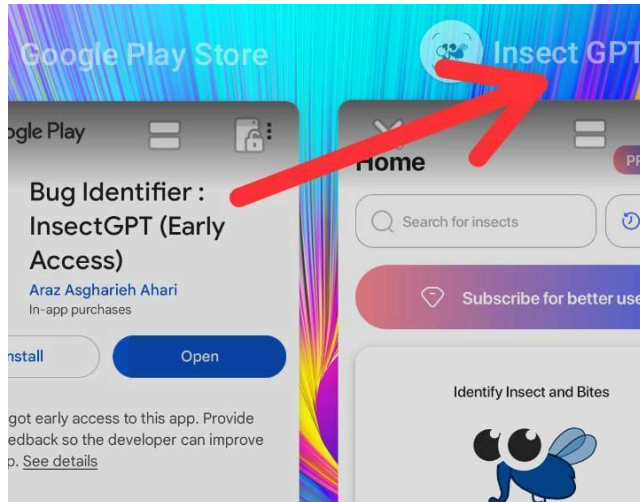 Google Play Store
Insect GPT
ogle Play
Bug Identifier :
InsectGPT (Early
Access)
Araz Asgharieh Ahari
In-app purchases
nstall
Open
got early access to this app. Provide
edback so the developer can improve
p. See details
Home
PR
Search for insects
Subscribe for better use
Identify Insect and Bites